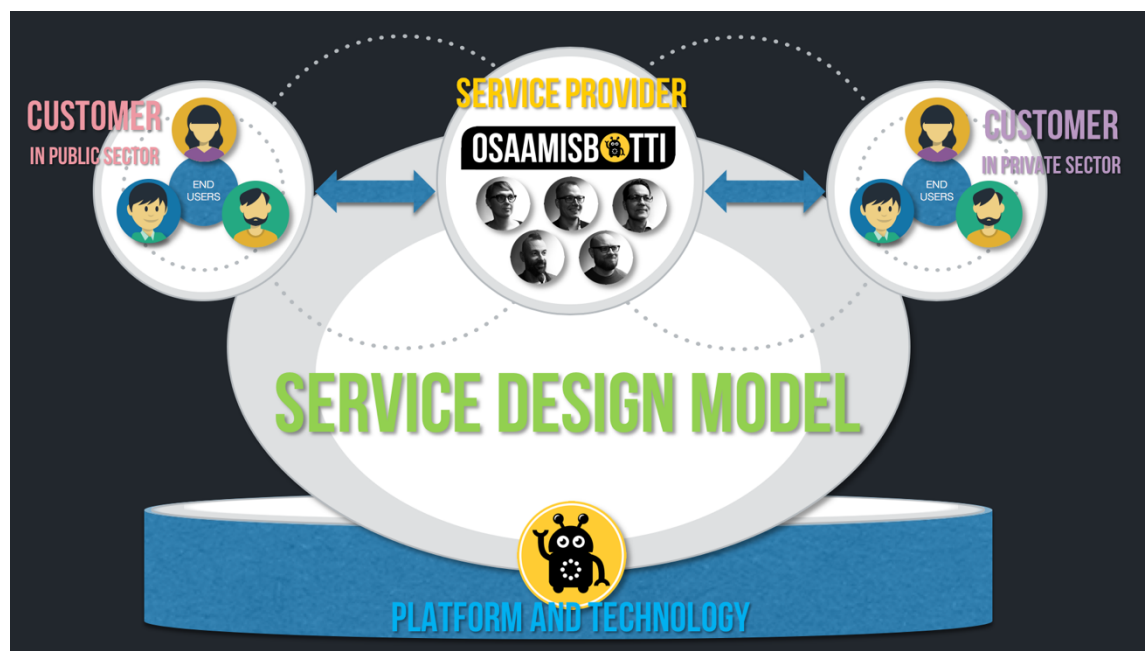 SERVICE PROVIDER
CUSTOMER
IN PUBLIC SECTOR
OSAAMISBOTTI
CUSTOMER
IN PRIVATE SECTOR
END
USERS
END
USERS
SERVICE DESIGN MODEL
PLATFORM AND TECHNOLOGY